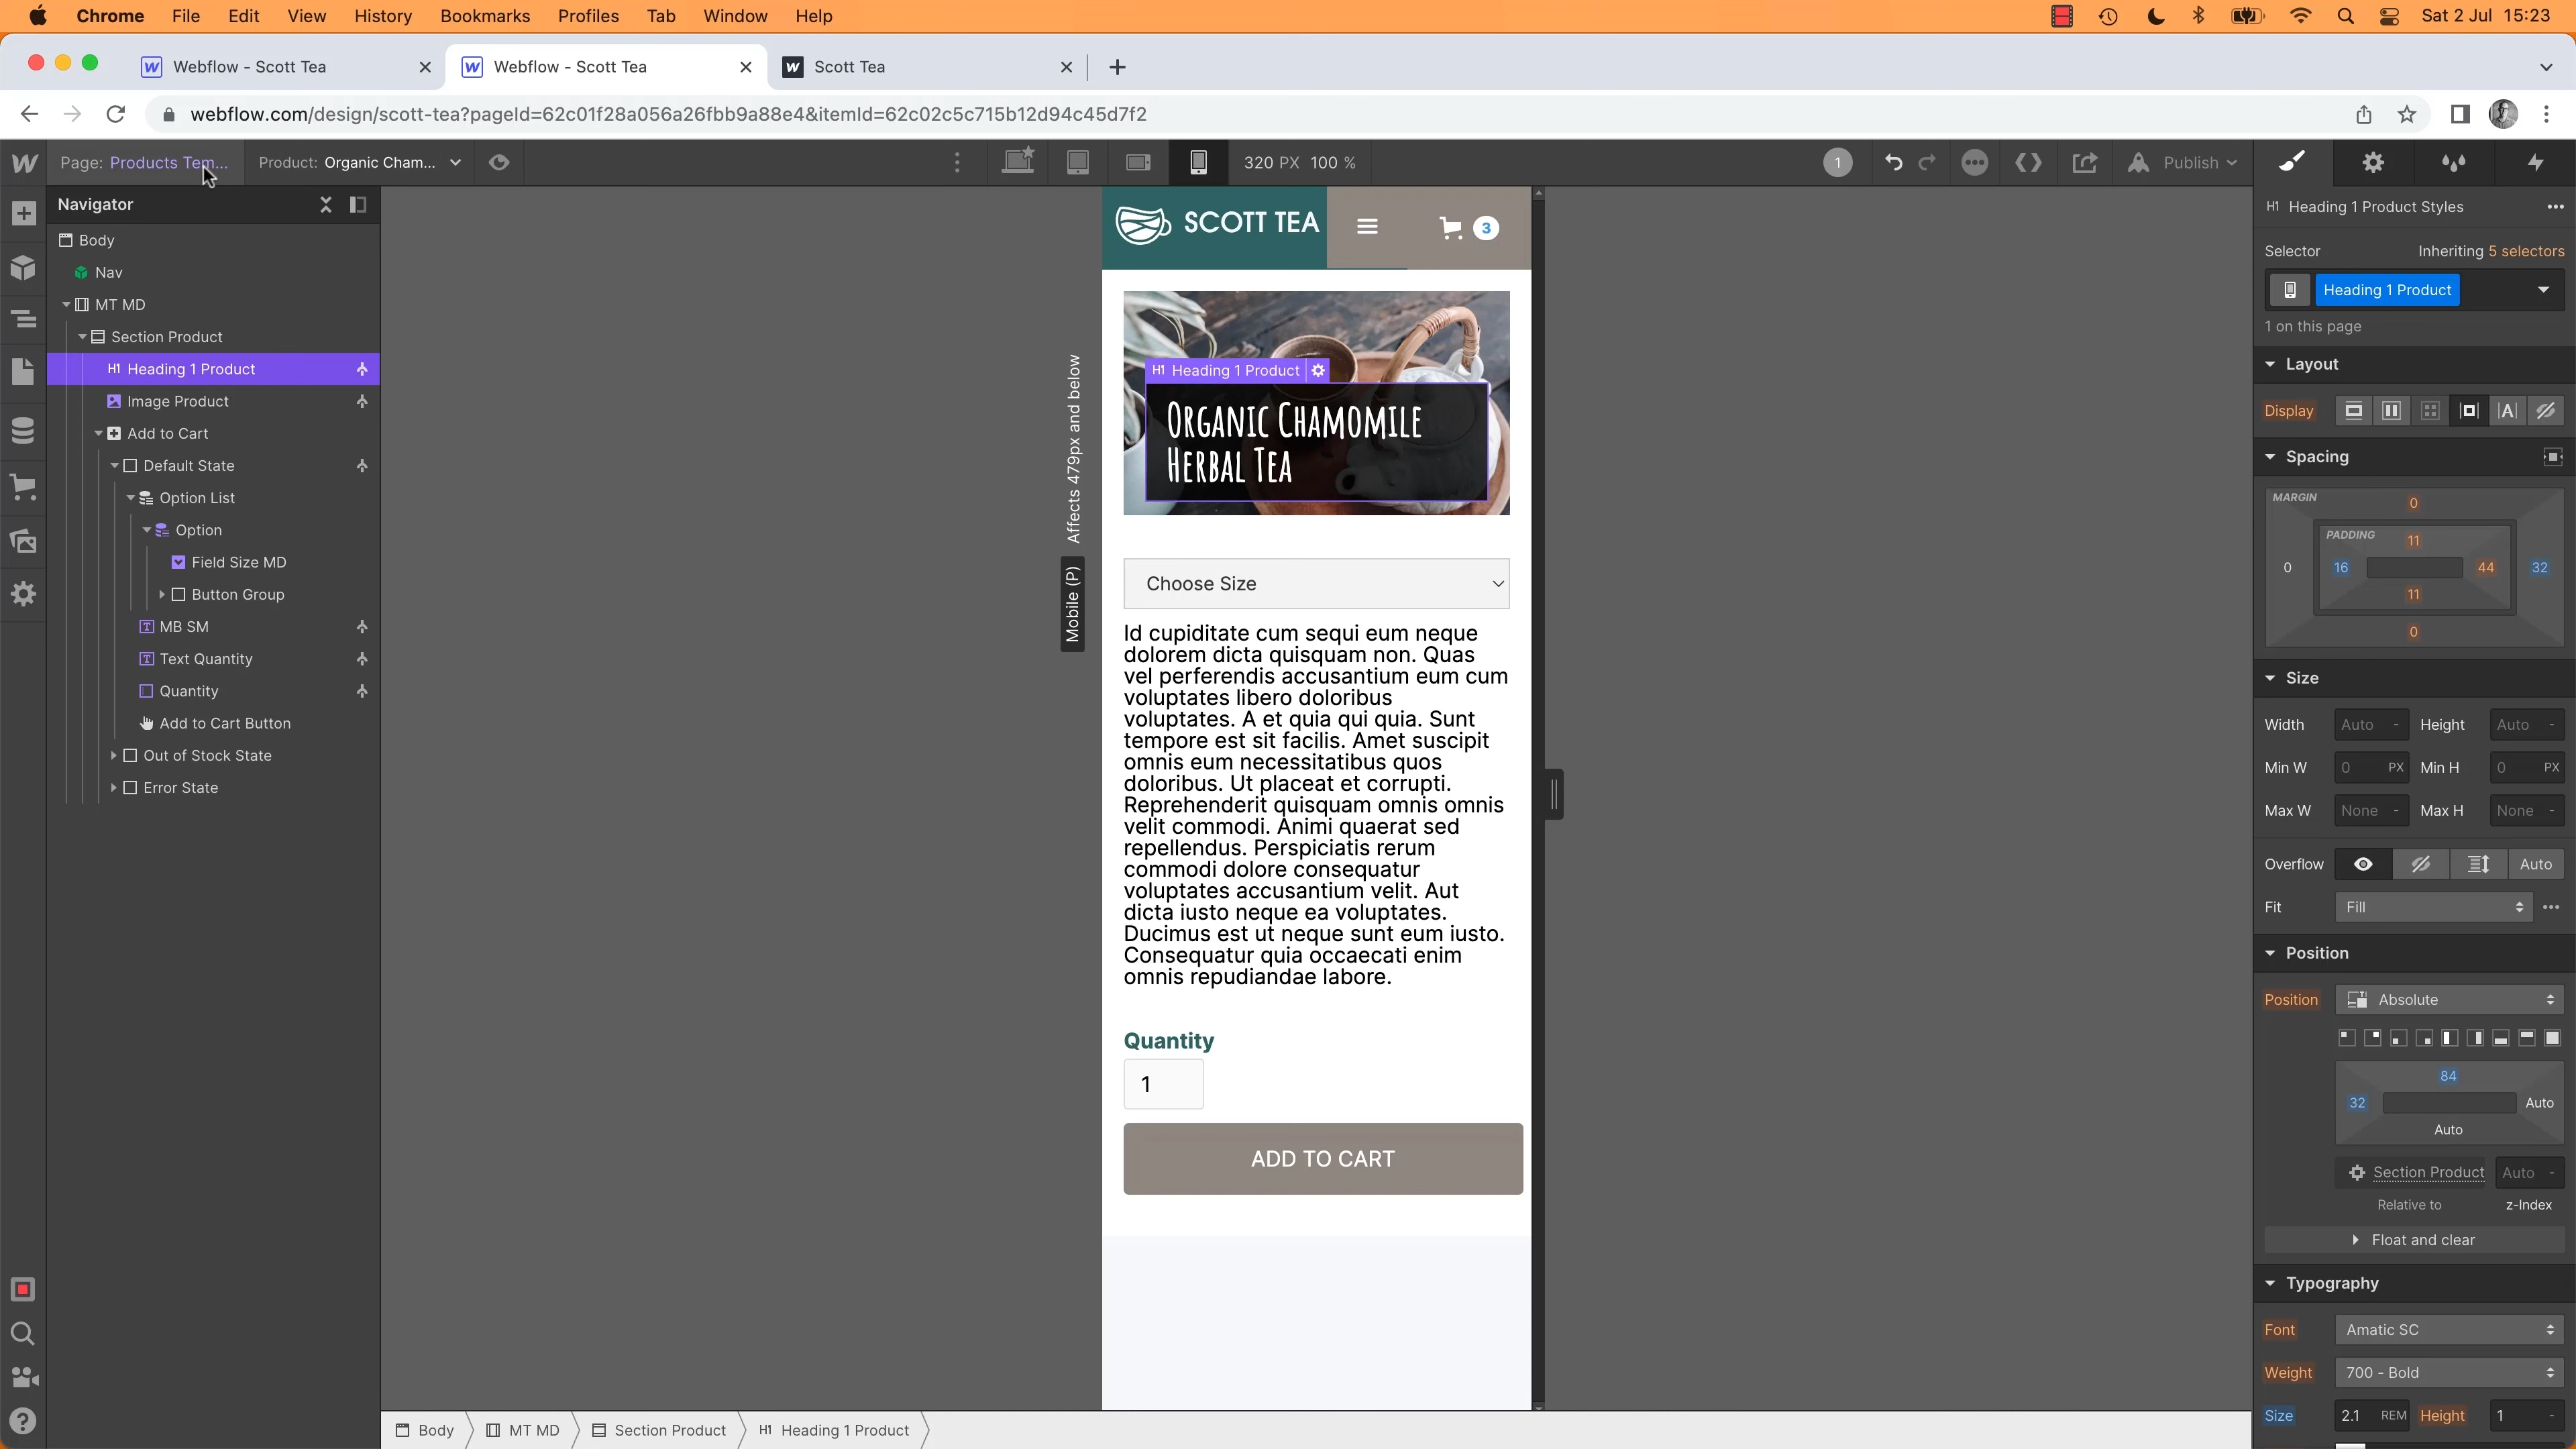 Chrome File Edit View History Bookmarks Profiles Tab Window Help Sat 2 Jul 15:23
Webflow - Scott Tea Webflow - Scott Tea Scott Tea
webflow.com/design/scott-tea?pageId=62c01f28a056a26fbb9a88e4&itemId=62c02c5c715b12d94c45d7f2
Page: Products Tem... Product: Organic Cham... 320 PX 100 % 1 Publish
Navigator
Body
Nav
MT MD
Section Product
H1 Heading 1 Product
Image Product
Add to Cart
Default State
Option List
Option
Field Size MD
Button Group
MB SM
Text Quantity
Quantity
Add to Cart Button
Out of Stock State
Error State
Affects 479px and below
Mobile (P)
SCOTT TEA 3
H1 Heading 1 Product
Organic Chamomile
Herbal Tea
Choose Size
Id cupiditate cum sequi eum neque
dolorem dicta quisquam non. Quas
vel perferendis accusantium eum cum
voluptates libero doloribus
voluptates. A et quia qui quia. Sunt
tempore est sit facilis. Amet suscipit
omnis eum necessitatibus quos
doloribus. Ut placeat et corrupti.
Reprehenderit quisquam omnis omnis
velit commodi. Animi quaerat sed
repellendus. Perspiciatis rerum
commodi dolore consequatur
voluptates accusantium velit. Aut
dicta iusto neque ea voluptates.
Ducimus est ut neque sunt eum iusto.
Consequatur quia occaecati enim
omnis repudiandae labore.
Quantity
1
ADD TO CART
Body MT MD Section Product H1 Heading 1 Product
H1 Heading 1 Product Styles
Selector Inheriting 5 selectors
Heading 1 Product
1 on this page
Layout
Display
Spacing
MARGIN 0
PADDING 11
0 16 44 32
11
0
Size
Width Auto - Height Auto -
Min W 0 PX Min H 0 PX
Max W None - Max H None -
Overflow Auto
Fit Fill
Position
Position Absolute
84
32 Auto
Auto
Section Product Auto -
Relative to z-Index
Float and clear
Typography
Font Amatic SC
Weight 700 - Bold
Size 2.1 REM Height 1 -